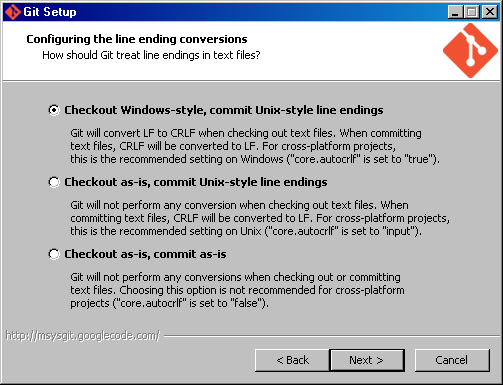 Git Setup
Configuring the line ending conversions
How should Git treat line endings in text files?
Checkout Windows-style, commit Unix-style line endings
Git will convert LF to CRLF when checking out text files. When committing
text files, CRLF will be converted to LF. For cross-platform projects,
this is the recommended setting on Windows ("core.autocrlf" is set to "true").
Checkout as-is, commit Unix-style line endings
Git will not perform any conversion when checking out text files. When
committing text files, CRLF will be converted to LF. For cross-platform projects,
this is the recommended setting on Unix ("core.autocrlf" is set to "input").
Checkout as-is, commit as-is
Git will not perform any conversions when checking out or committing
text files. Choosing this option is not recommended for cross-platform
projects ("core.autocrlf" is set to "false").
http://msysgit.googlecode.com/
< Back
Next >
Cancel